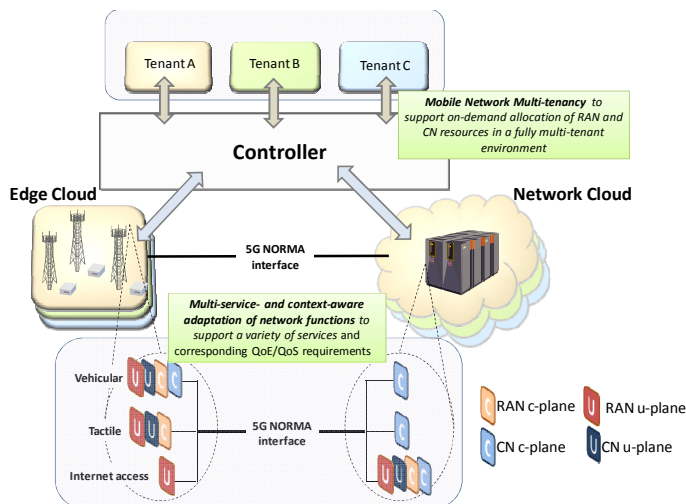 Tenant A
Tenant B
Tenant C
Mobile Network Multi-tenancy to
support on-demand allocation of RAN and
CN resources in a fully multi-tenant
environment
Controller
Edge Cloud
Network Cloud
5G NORMA
interface
Multi-service- and context-aware
adaptation of network functions to
support a variety of services and
corresponding QoE/QoS requirements
Vehicular
U U C C
C
Tactile
U U C
C
Internet access
U
U U C C
5G NORMA
interface
C RAN c-plane
U RAN u-plane
C CN c-plane
U CN u-plane